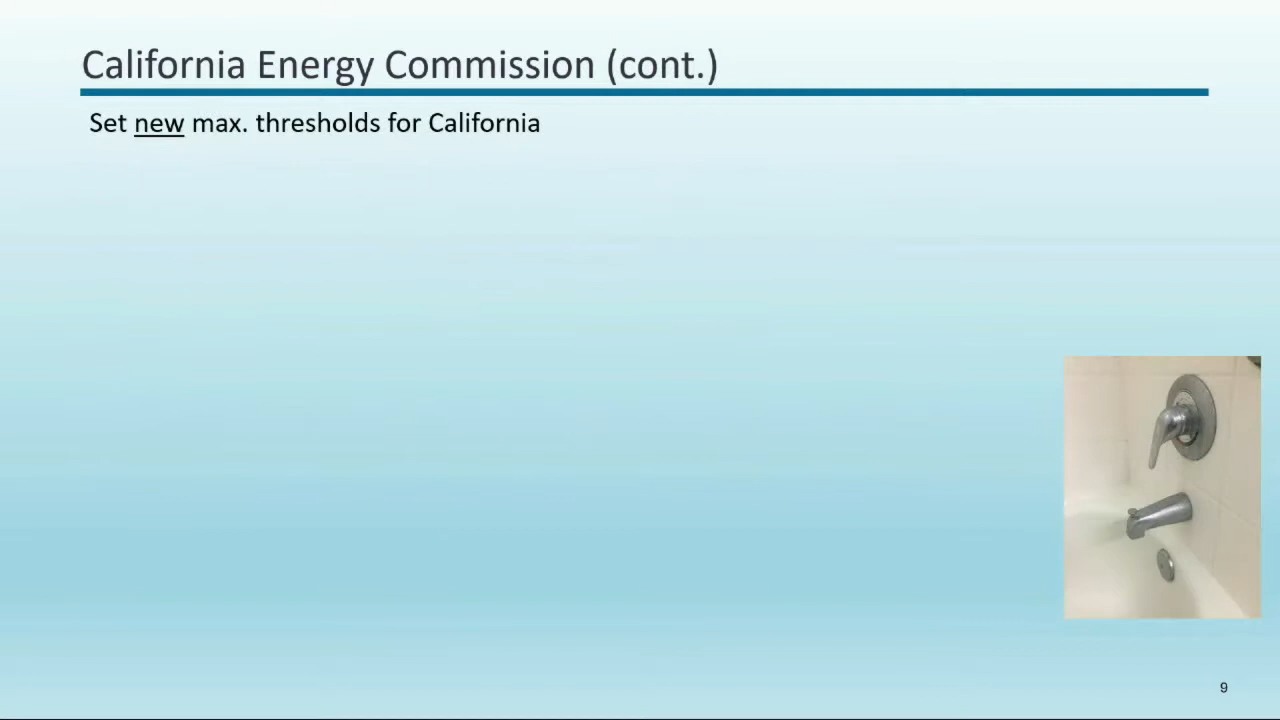 California Energy Commission (cont.)
Set new max. thresholds for California
9